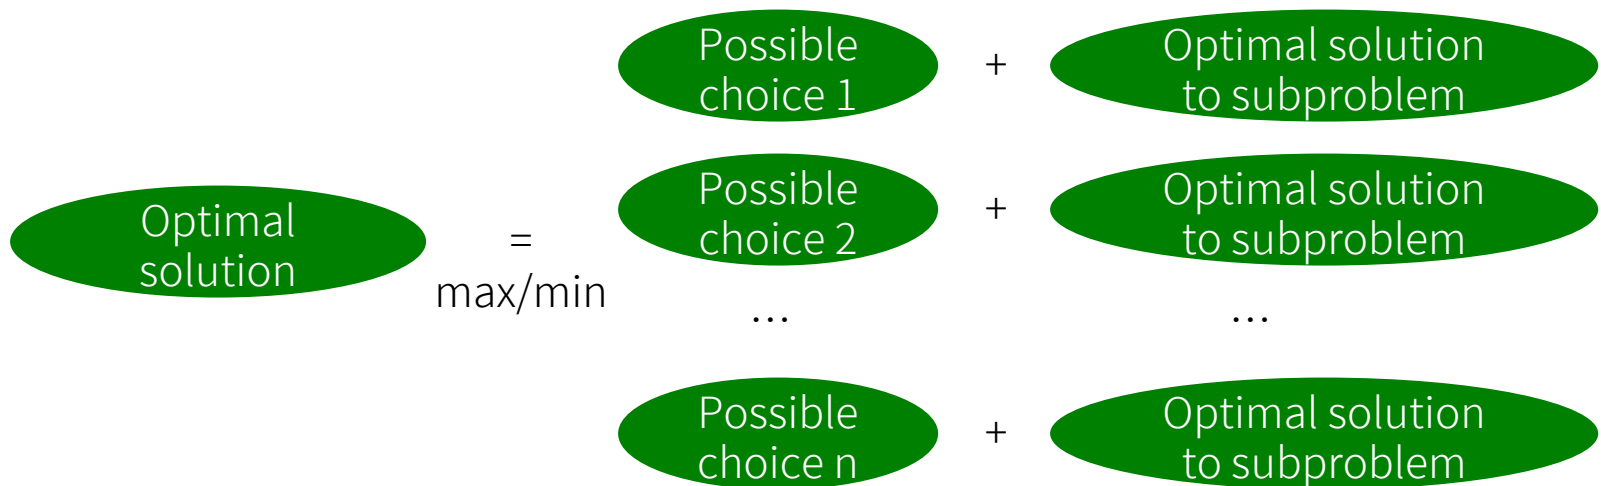 Possible
choice 1
+
Optimal solution
to subproblem
Possible
choice 2
+
Optimal solution
to subproblem
Optimal
solution
=
max/min
...
...
Possible
choice n
+
Optimal solution
to subproblem